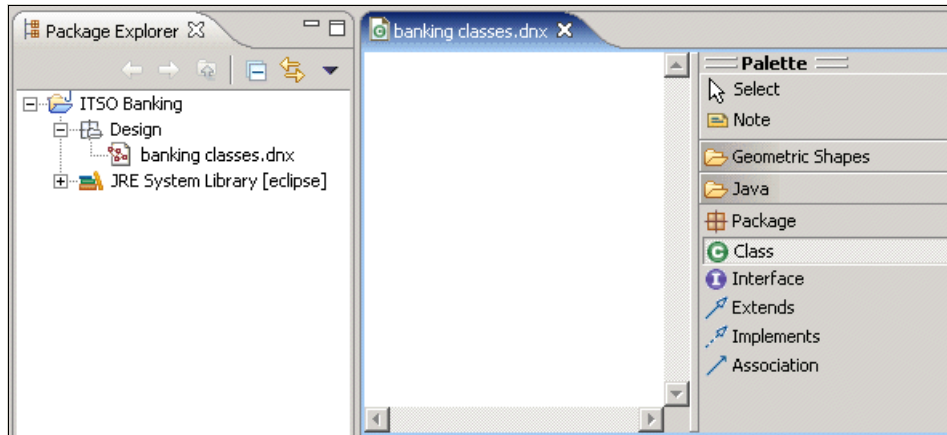 Package Explorer
ITSO Banking
Design
banking classes.dnx
JRE System Library [eclipse]
banking classes.dnx
Palette
Select
Note
Geometric Shapes
Java
Package
Class
Interface
Extends
Implements
Association